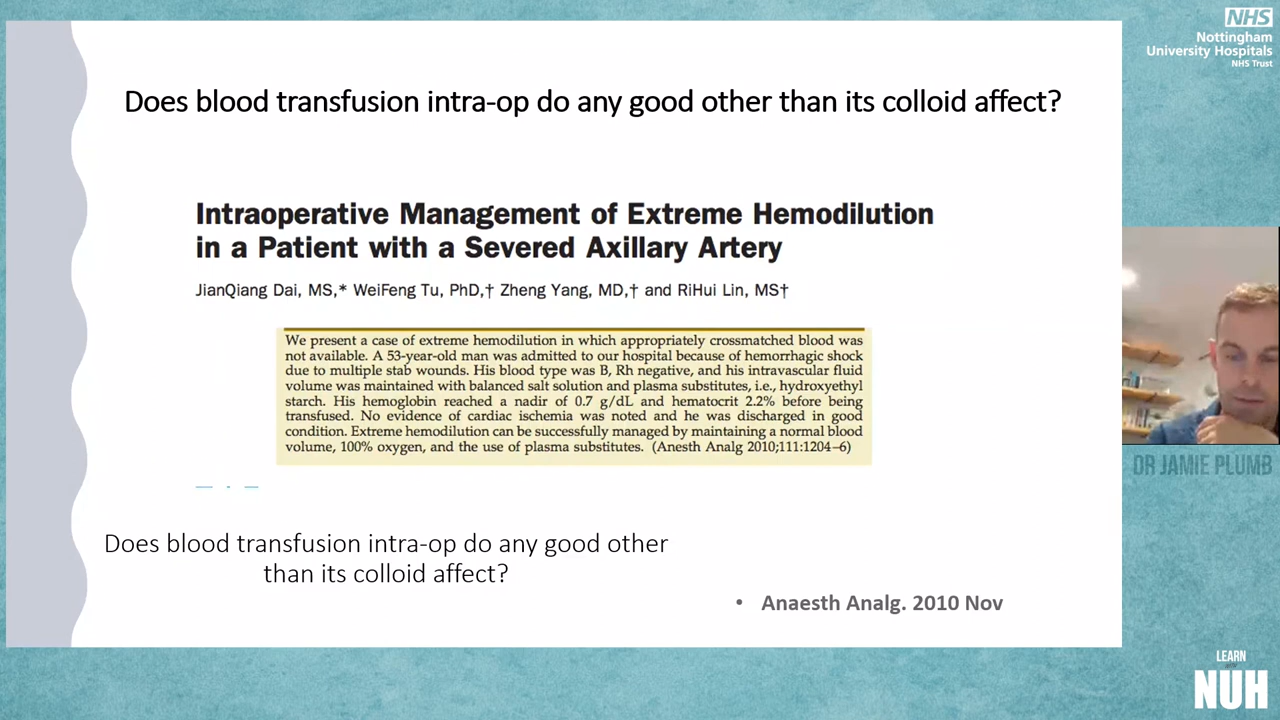 NHS
Nottingham
University Hospitals
NHS Trust
Does blood transfusion intra-op do any good other than its colloid affect?
Intraoperative Management of Extreme Hemodilution
in a Patient with a Severed Axillary Artery
JianQiang Dai, MS,* WeiFeng Tu, PhD,† Zheng Yang, MD,† and RiHui Lin, MS†
We present a case of extreme hemodilution in which appropriately crossmatched blood was
not available. A 53-year-old man was admitted to our hospital because of hemorrhagic shock
due to multiple stab wounds. His blood type was B, Rh negative, and his intravascular fluid
volume was maintained with balanced salt solution and plasma substitutes, i.e., hydroxyethyl
starch. His hemoglobin reached a nadir of 0.7 g/dL and hematocrit 2.2% before being
transfused. No evidence of cardiac ischemia was noted and he was discharged in good
condition. Extreme hemodilution can be successfully managed by maintaining a normal blood
volume, 100% oxygen, and the use of plasma substitutes. (Anesth Analg 2010;111:1204–6)
DR JAMIE PLUMB
Does blood transfusion intra-op do any good other
than its colloid affect?
• Anaesth Analg. 2010 Nov
LEARN
NUH